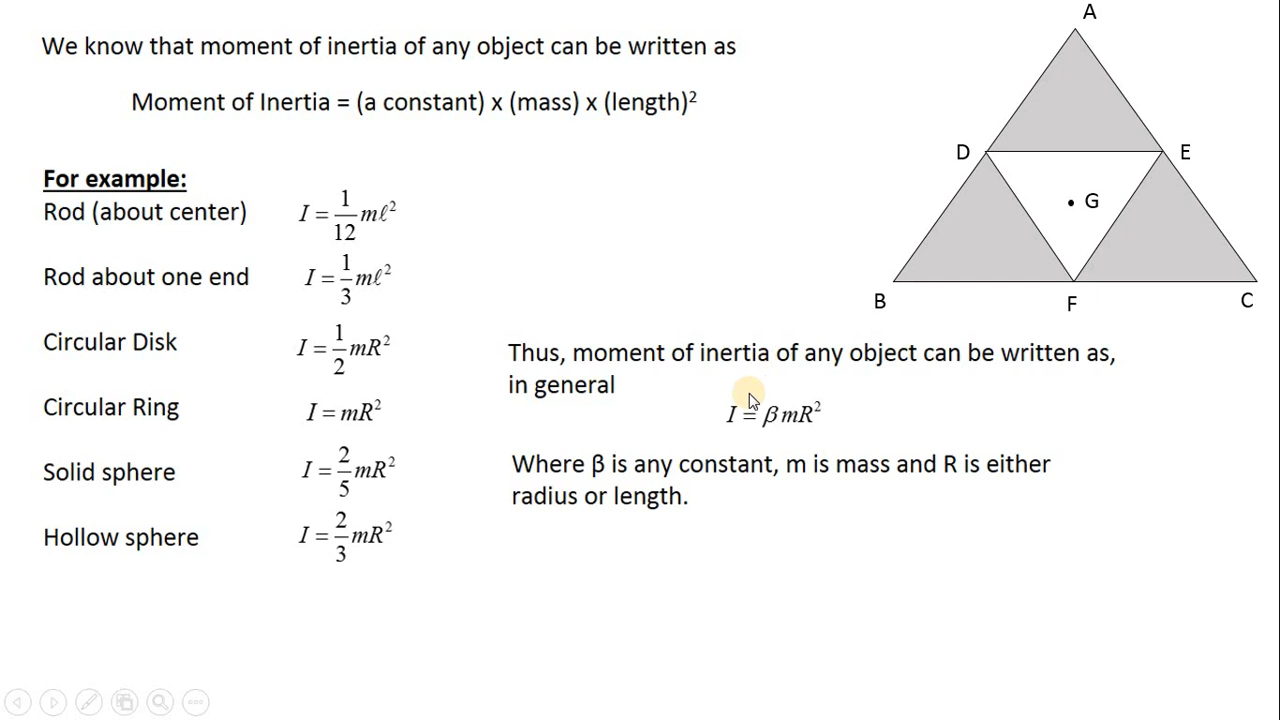 We know that moment of inertia of any object can be written as
Moment of Inertia = (a constant) x (mass) x (length)²
For example:
Rod (about center) I = 1/12 mℓ²
Rod about one end I = 1/3 mℓ²
Circular Disk I = 1/2 mR²
Circular Ring I = mR²
Solid sphere I = 2/5 mR²
Hollow sphere I = 2/3 mR²
A
D E
G
B F C
Thus, moment of inertia of any object can be written as,
in general
I = βmR²
Where β is any constant, m is mass and R is either
radius or length.